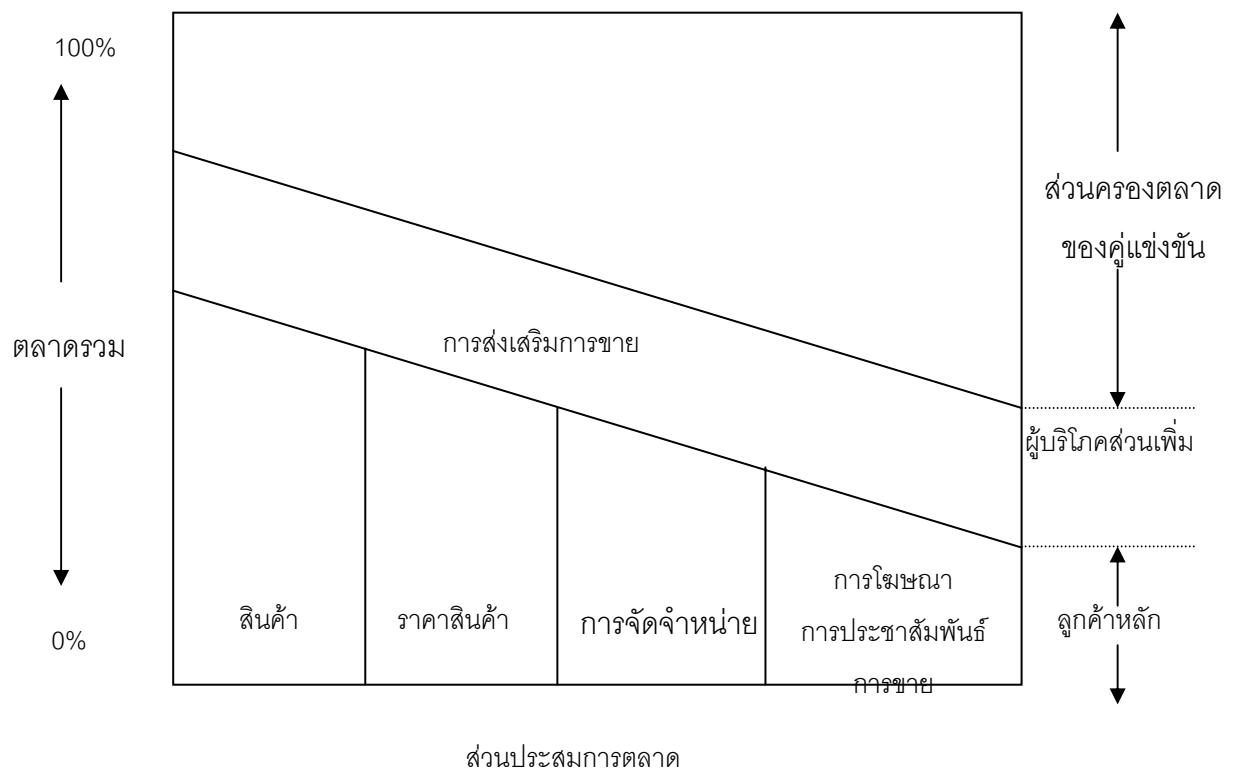 100%
ส่วนครองตลาด
ของคู่แข่งขัน
ตลาดรวม
การส่งเสริมการขาย
ผู้บริโภคส่วนเพิ่ม
สินค้า
ราคาสินค้า
การจัดจำหน่าย
การโฆษณา
การประชาสัมพันธ์
การขาย
ลูกค้าหลัก
0%
ส่วนประสมการตลาด